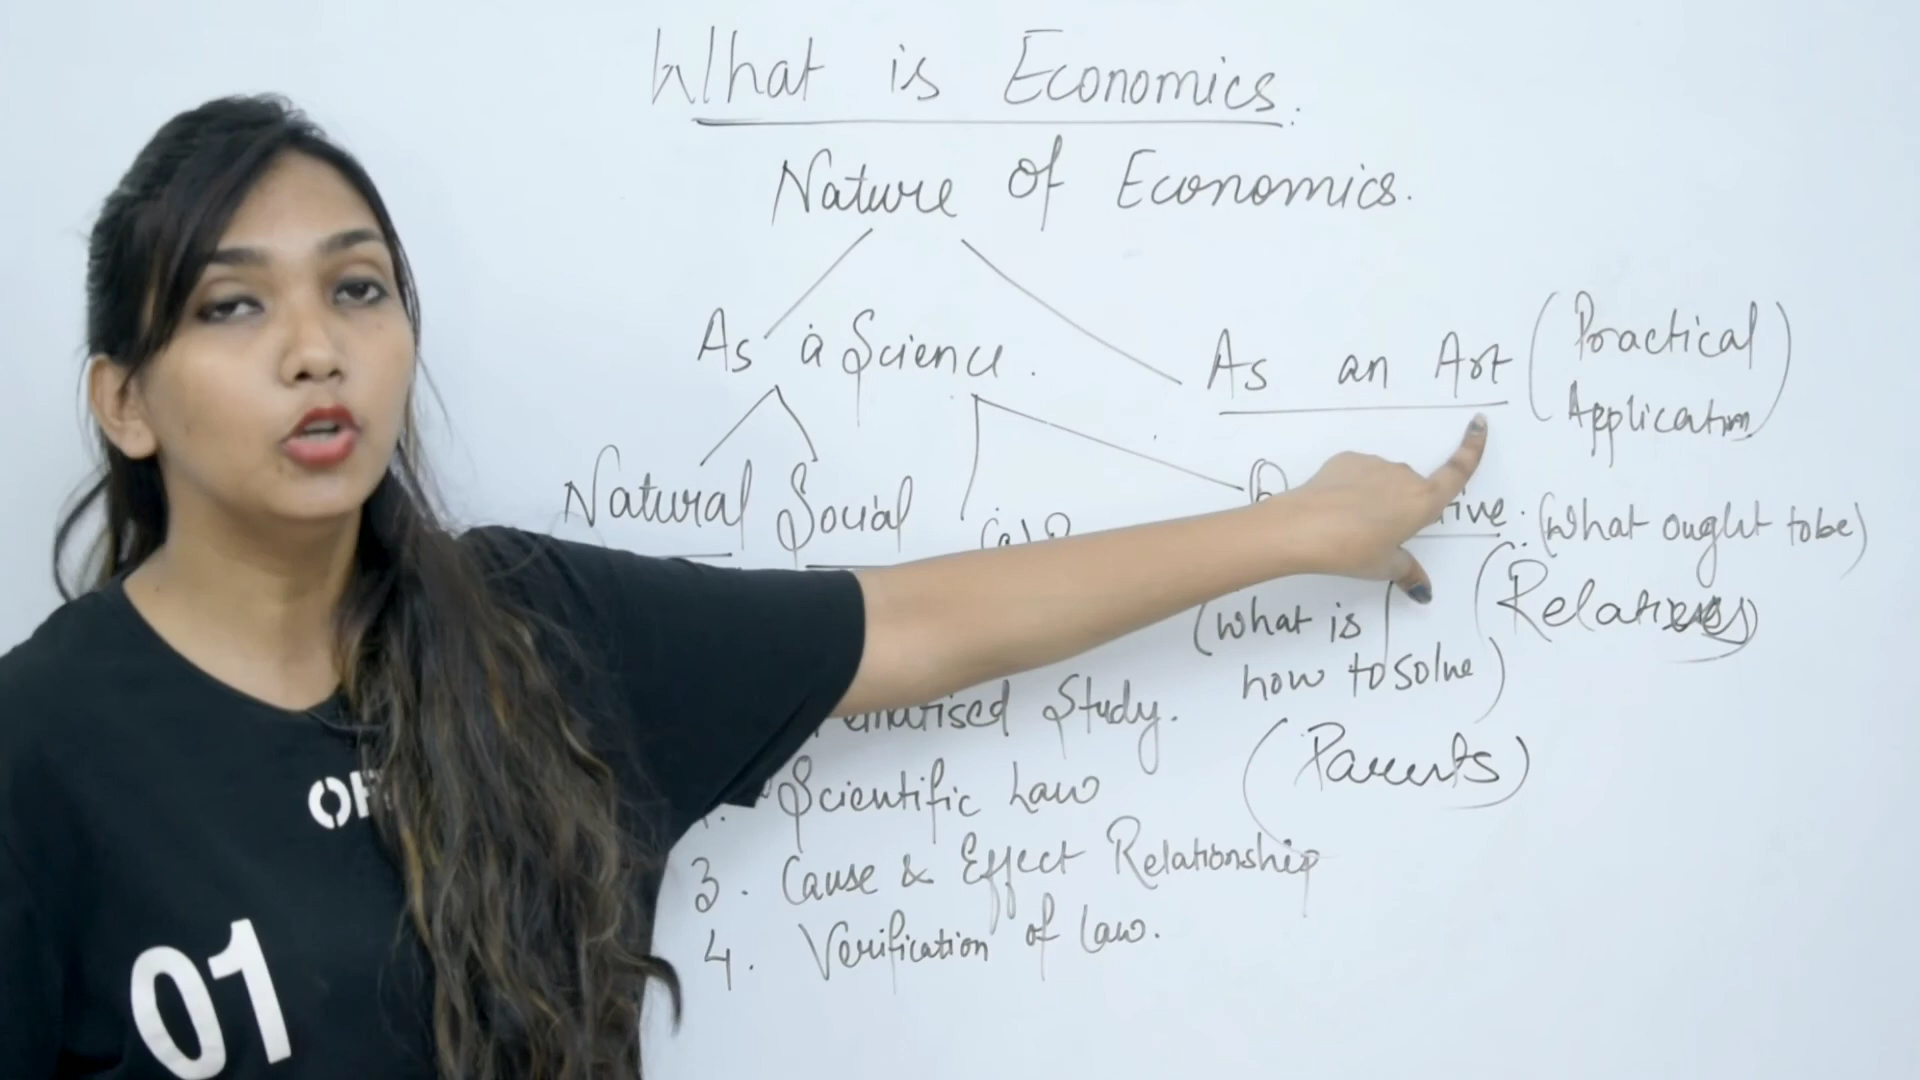 What is Economics.
Nature of Economics.
As a Science.
As an Art (Practical Application)
Natural Social
(What ought to be)
(What is
how to solve)
(Relatives)
Study.
(Parents)
Scientific Law
3. Cause & Effect Relationship
4. Verification of law.
01